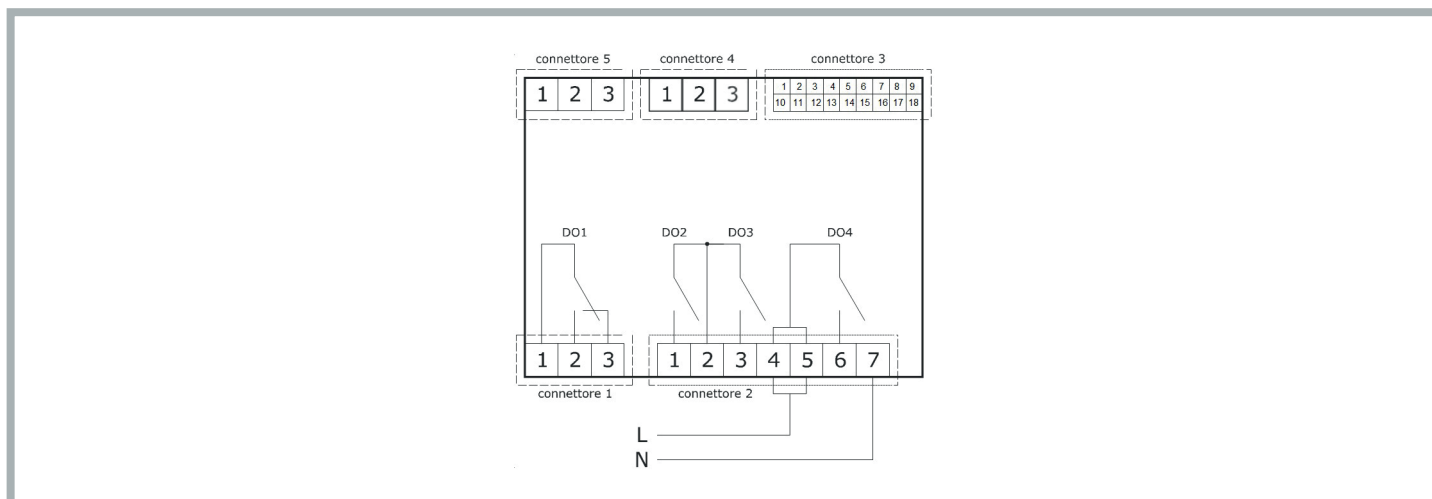 connettore 5 connettore 4 connettore 3
1 2 3 1 2 3 1 2 3 4 5 6 7 8 9
10 11 12 13 14 15 16 17 18
DO1 DO2 DO3 DO4
1 2 3 1 2 3 4 5 6 7
connettore 1 connettore 2
L
N